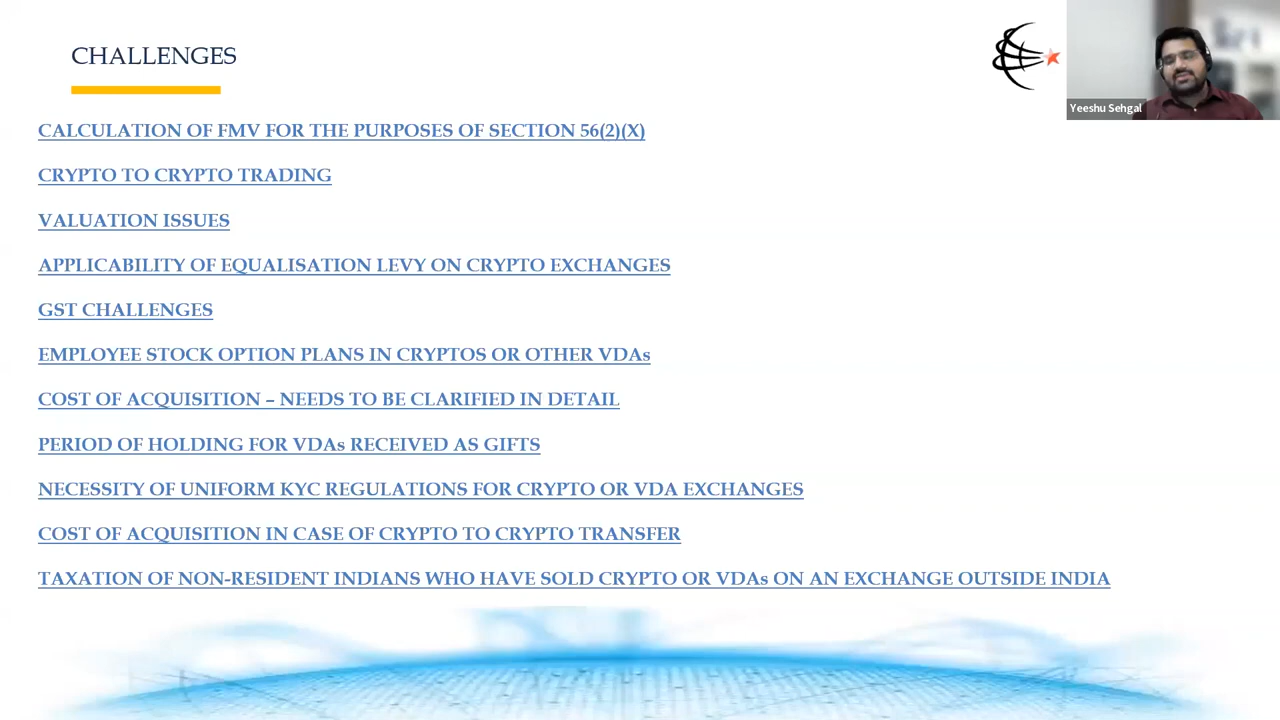 CHALLENGES
Yeeshu Sehgal
CALCULATION OF FMV FOR THE PURPOSES OF SECTION 56(2)(X)
CRYPTO TO CRYPTO TRADING
VALUATION ISSUES
APPLICABILITY OF EQUALISATION LEVY ON CRYPTO EXCHANGES
GST CHALLENGES
EMPLOYEE STOCK OPTION PLANS IN CRYPTOS OR OTHER VDAs
COST OF ACQUISITION – NEEDS TO BE CLARIFIED IN DETAIL
PERIOD OF HOLDING FOR VDAs RECEIVED AS GIFTS
NECESSITY OF UNIFORM KYC REGULATIONS FOR CRYPTO OR VDA EXCHANGES
COST OF ACQUISITION IN CASE OF CRYPTO TO CRYPTO TRANSFER
TAXATION OF NON-RESIDENT INDIANS WHO HAVE SOLD CRYPTO OR VDAs ON AN EXCHANGE OUTSIDE INDIA